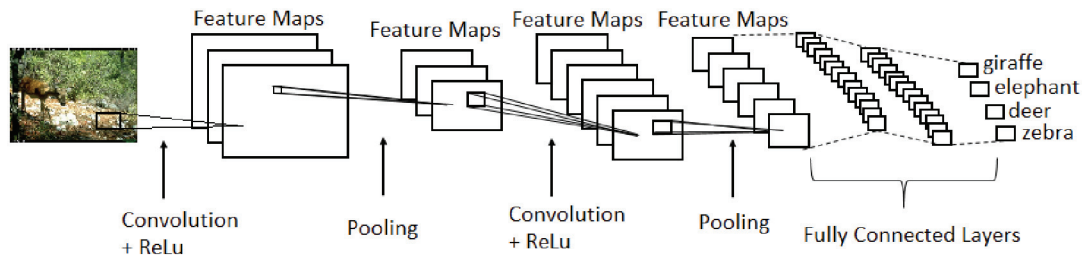 Feature Maps
Feature Maps
Feature Maps
Feature Maps
giraffe
elephant
deer
zebra
Convolution
+ ReLu
Pooling
Convolution
+ ReLu
Pooling
Fully Connected Layers